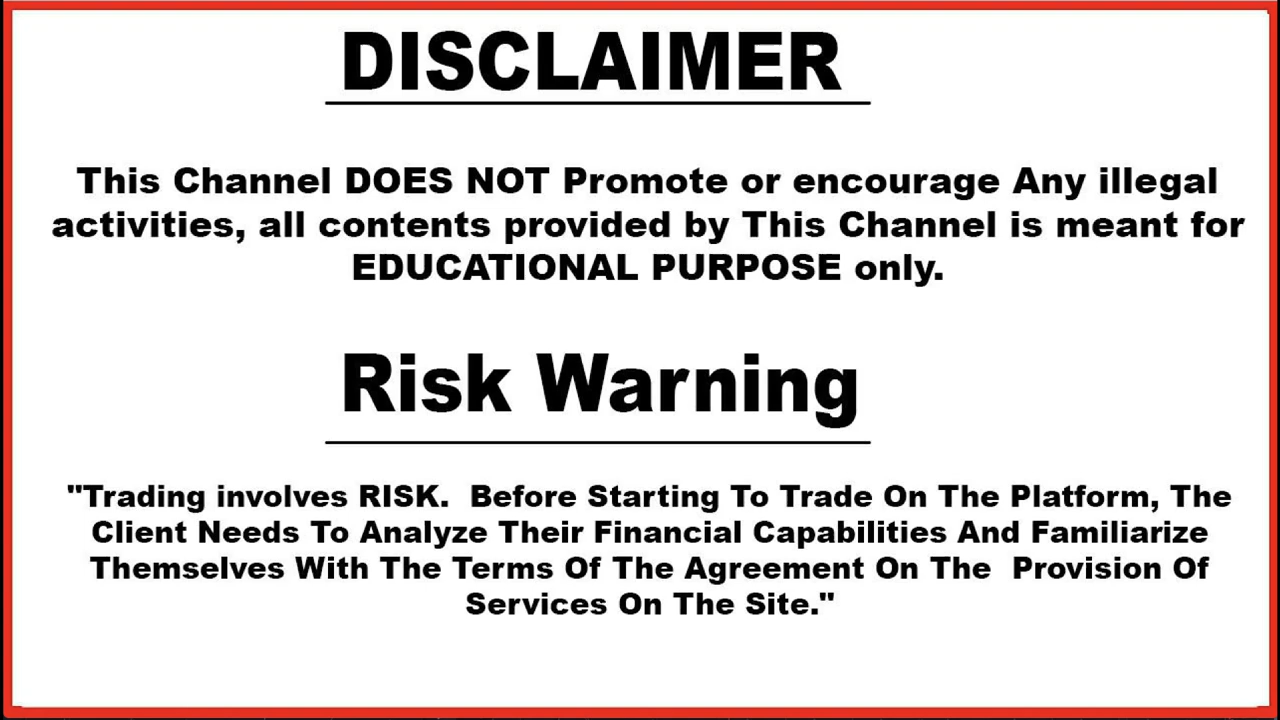 DISCLAIMER
This Channel DOES NOT Promote or encourage Any illegal
activities, all contents provided by This Channel is meant for
EDUCATIONAL PURPOSE only.
Risk Warning
"Trading involves RISK.  Before Starting To Trade On The Platform, The
Client Needs To Analyze Their Financial Capabilities And Familiarize
Themselves With The Terms Of The Agreement On The  Provision Of
Services On The Site."